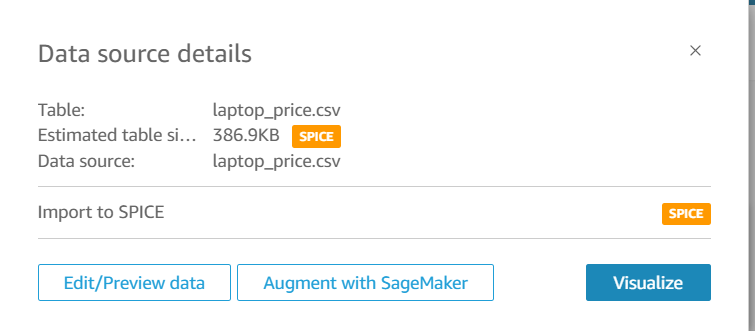 Data source details
Table: laptop_price.csv
Estimated table si... 386.9KB SPICE
Data source: laptop_price.csv
Import to SPICE SPICE
Edit/Preview data Augment with SageMaker Visualize